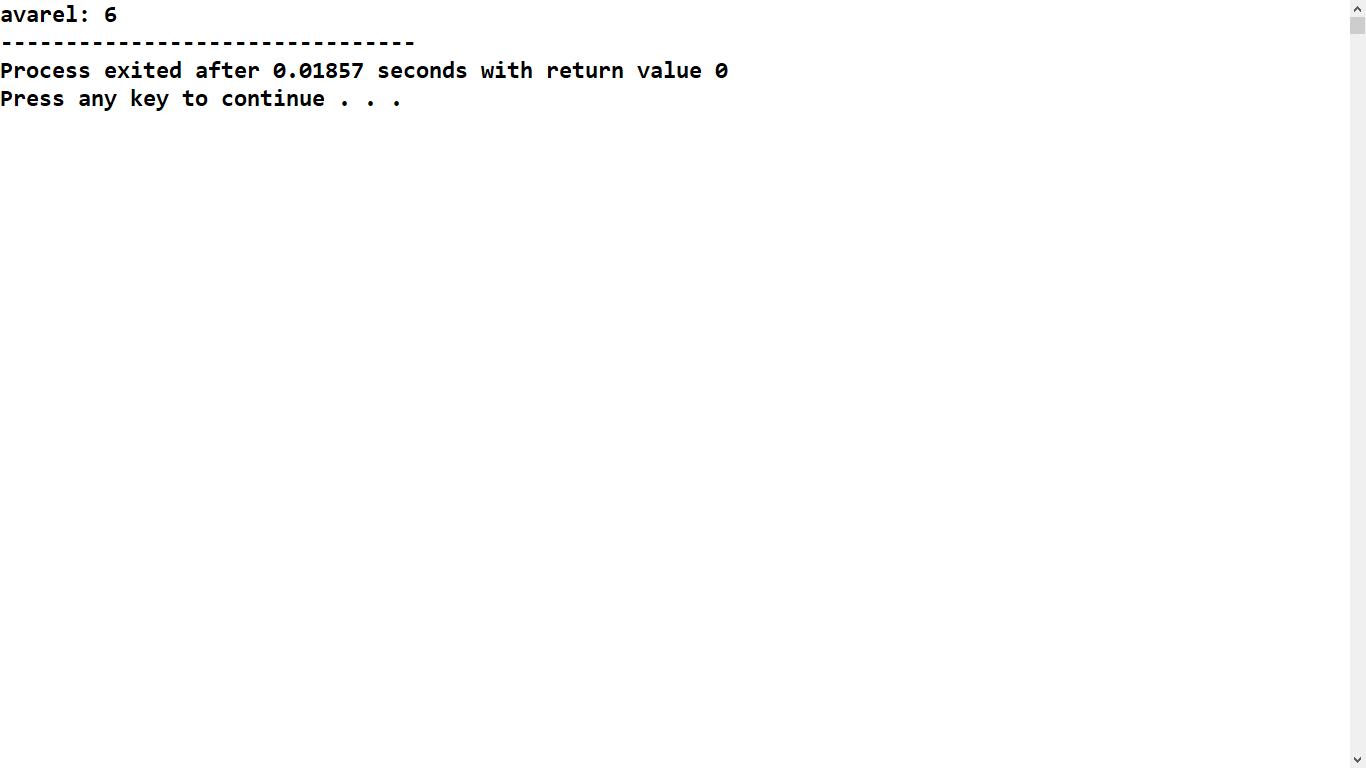 avarel: 6
--------------------------------
Process exited after 0.01857 seconds with return value 0
Press any key to continue . . .